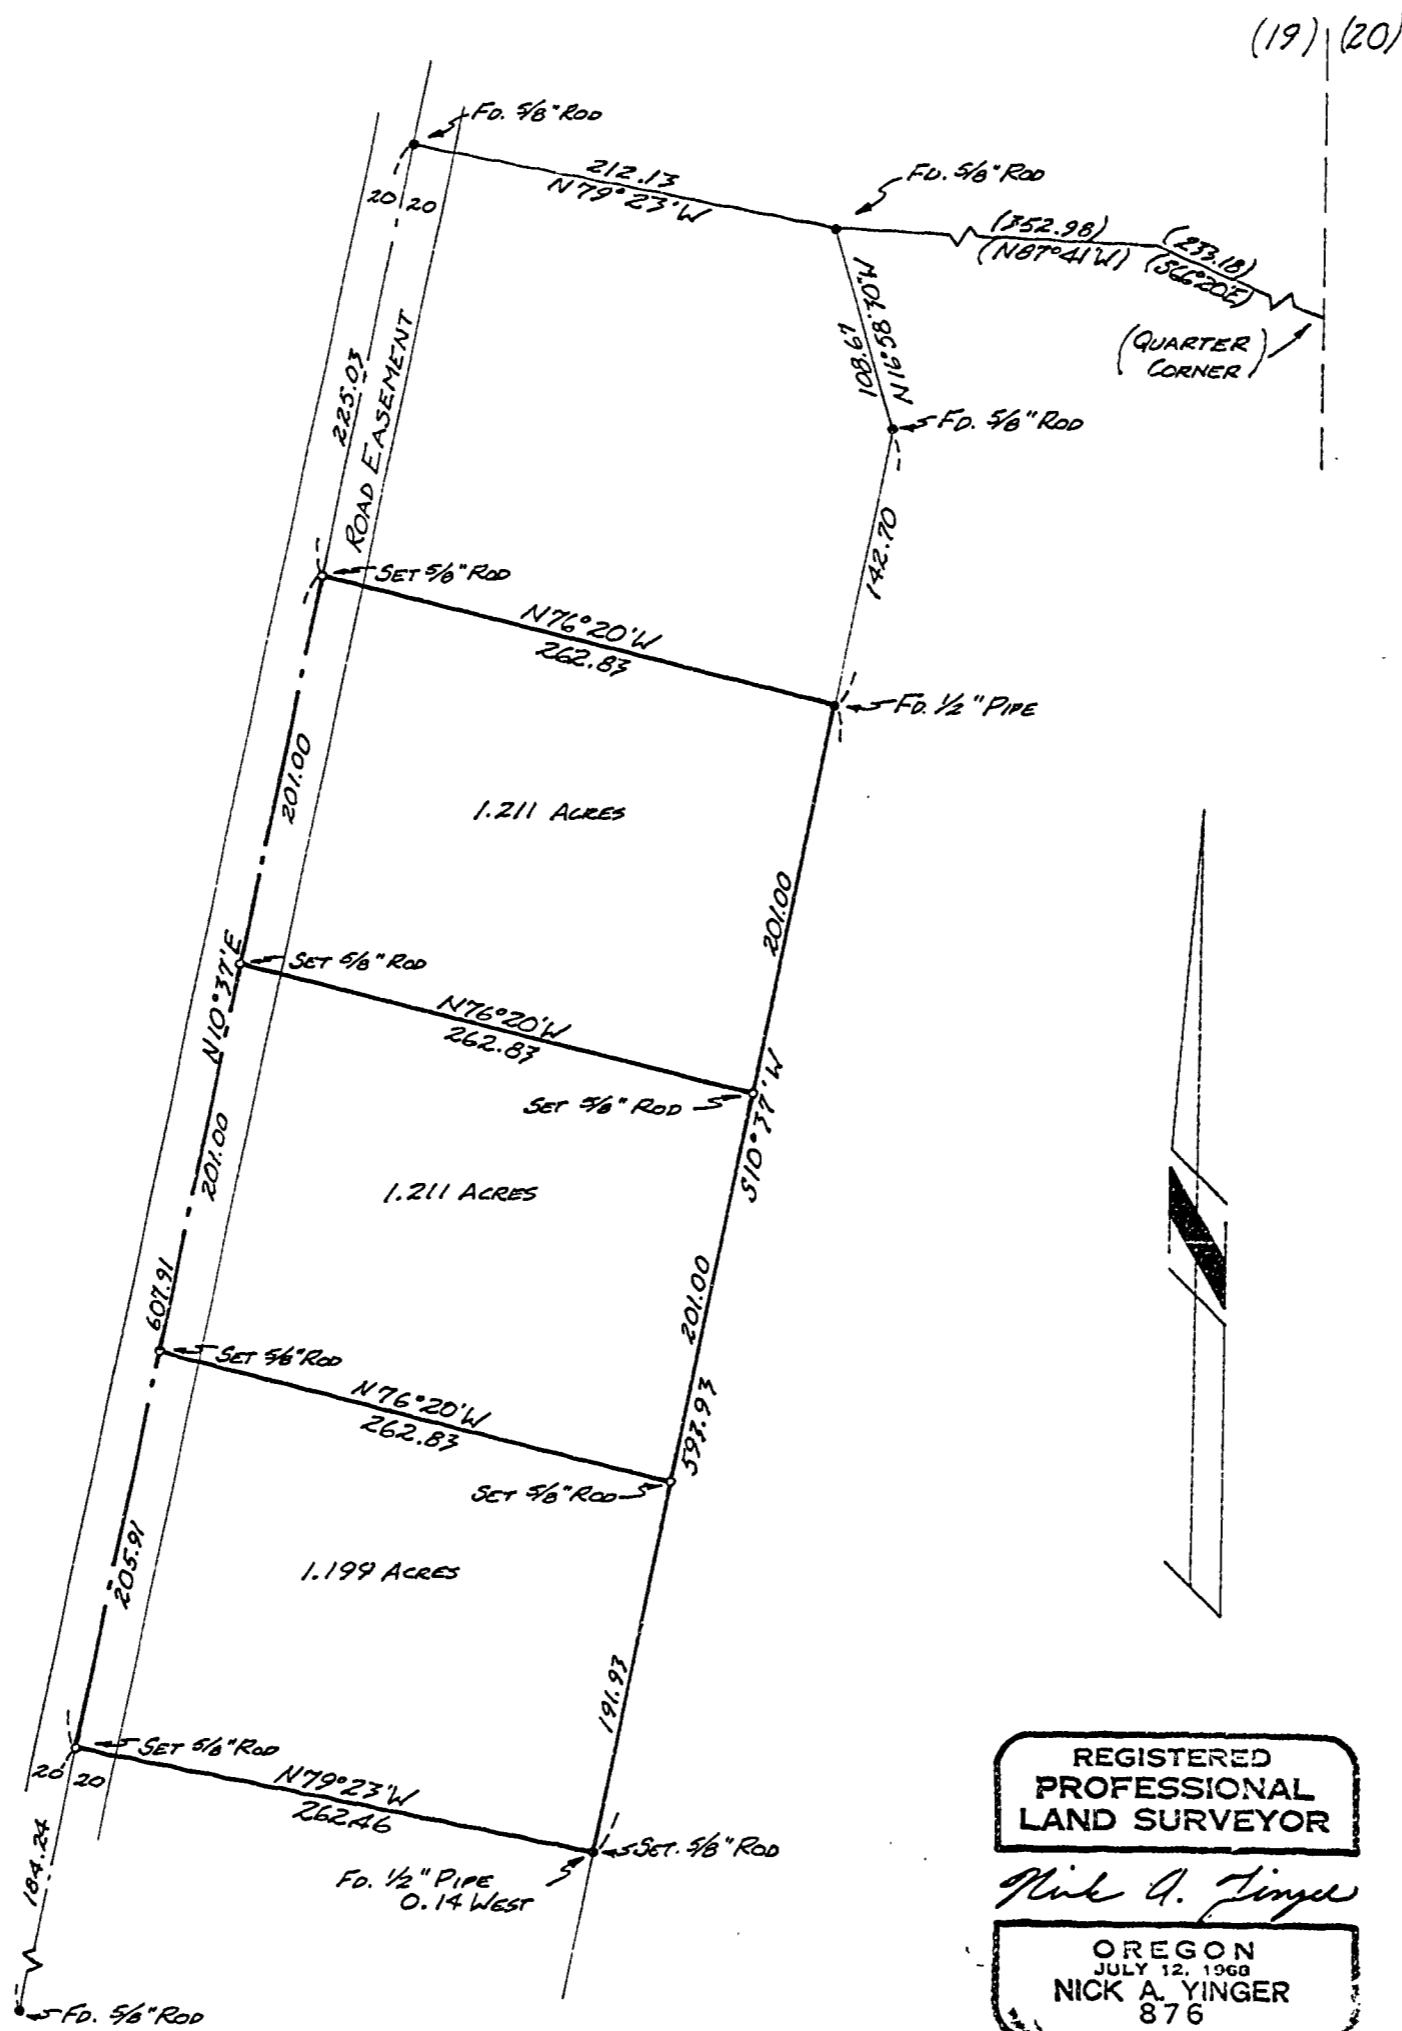 (19) (20)
FD. 5/8" ROD
212.13
N79°23'W
FD. 5/8" ROD
20 20
(352.98)
(N87°41'W)
(233.18)
(S66°20'E)
(QUARTER
CORNER)
108.67
N16°58'30"W
FD. 5/8" ROD
225.03
ROAD EASEMENT
142.70
SET 5/8" ROD
N76°20'W
262.83
FD. 1/2" PIPE
201.00
1.211 ACRES
201.00
N10°37'E
SET 5/8" ROD
N76°20'W
262.83
SET 5/8" ROD
S10°37'W
201.00
1.211 ACRES
201.00
607.91
SET 5/8" ROD
N76°20'W
262.83
593.93
SET 5/8" ROD
205.91
1.199 ACRES
191.93
SET 5/8" ROD
20 20
N79°23'W
262.46
SET 5/8" ROD
FD. 1/2" PIPE
0.14 WEST
184.24
FD. 5/8" ROD
REGISTERED
PROFESSIONAL
LAND SURVEYOR
Nick A. Yinger
OREGON
JULY 12, 1968
NICK A. YINGER
876